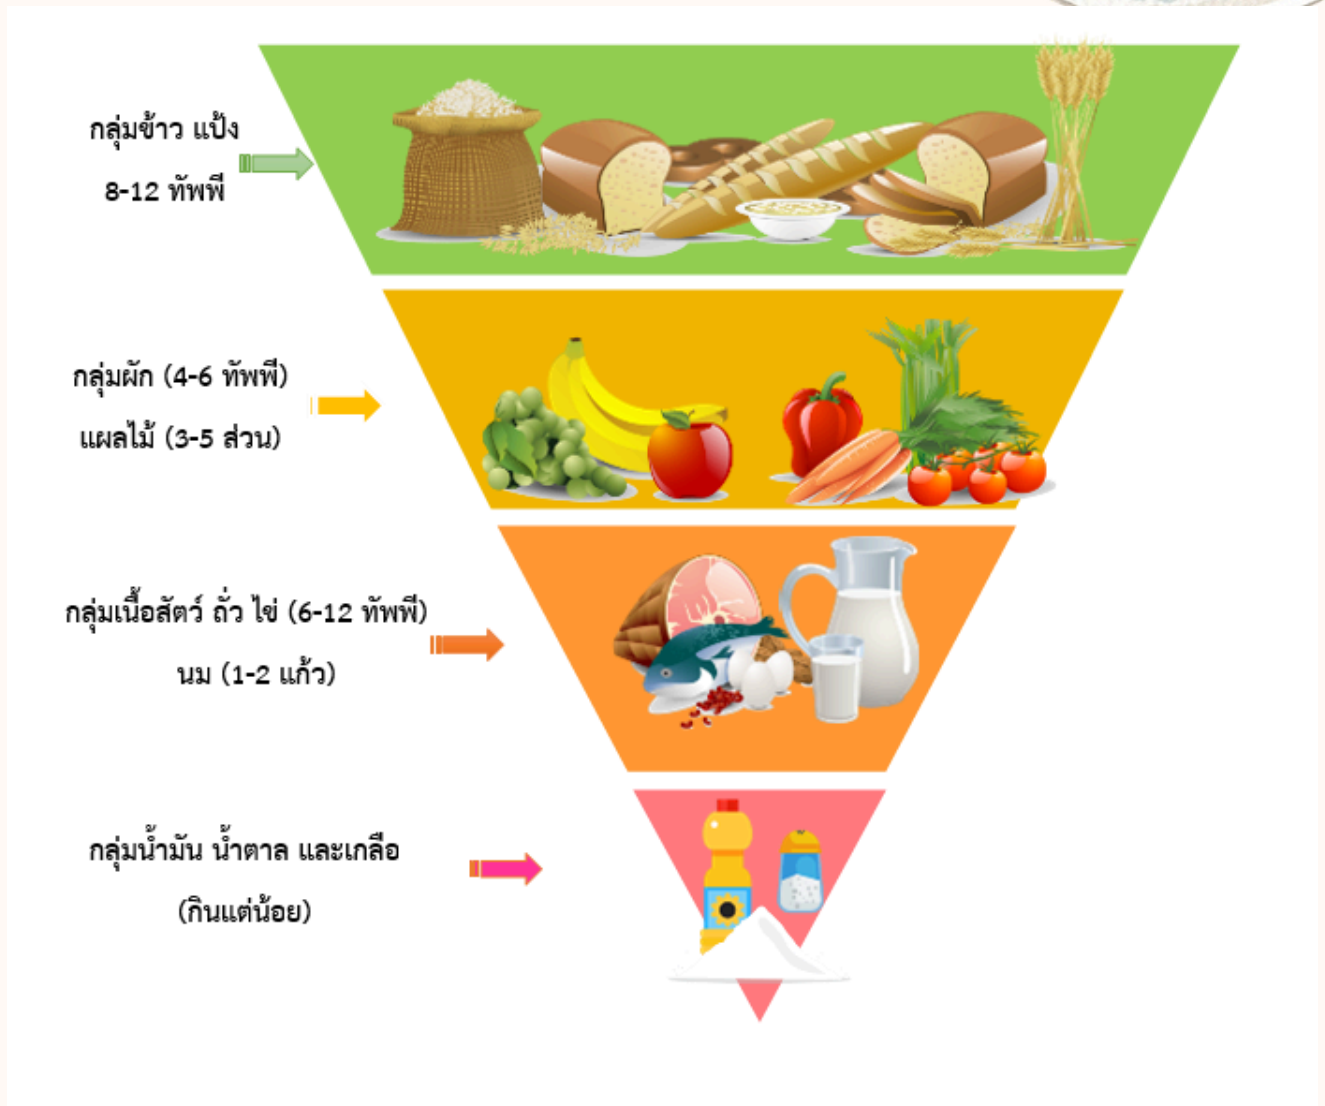 กลุ่มข้าว แป้ง
8-12 ทัพพี
กลุ่มผัก (4-6 ทัพพี)
แผลไม้ (3-5 ส่วน)
กลุ่มเนื้อสัตว์ ถั่ว ไข่ (6-12 ทัพพี)
นม (1-2 แก้ว)
กลุ่มน้ำมัน น้ำตาล และเกลือ
(กินแต่น้อย)